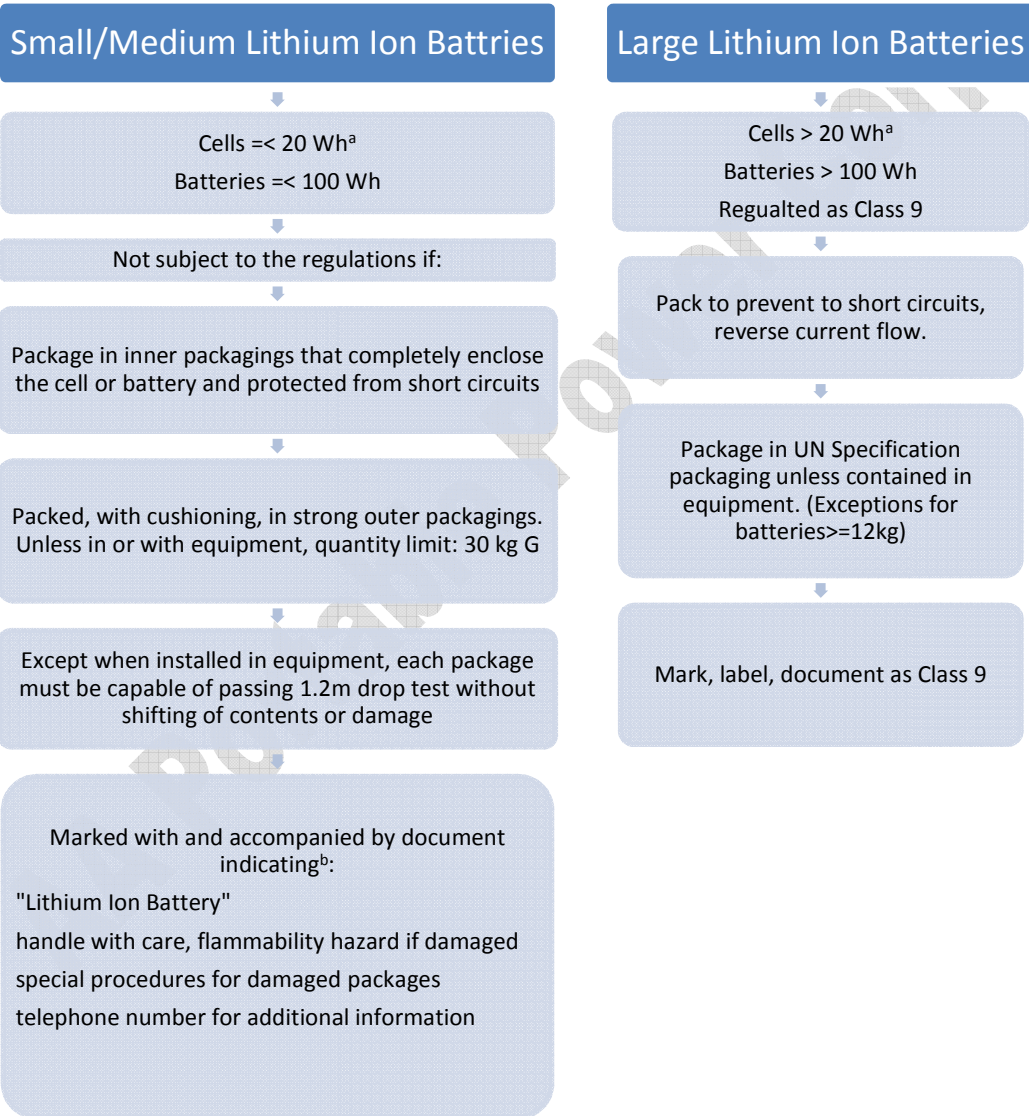 Small/Medium Lithium Ion Battries
Cells =< 20 Whᵃ
Batteries =< 100 Wh
Not subject to the regulations if:
Package in inner packagings that completely enclose
the cell or battery and protected from short circuits
Packed, with cushioning, in strong outer packagings.
Unless in or with equipment, quantity limit: 30 kg G
Except when installed in equipment, each package
must be capable of passing 1.2m drop test without
shifting of contents or damage
Marked with and accompanied by document
indicatingᵇ:
"Lithium Ion Battery"
handle with care, flammability hazard if damaged
special procedures for damaged packages
telephone number for additional information
Large Lithium Ion Batteries
Cells > 20 Whᵃ
Batteries > 100 Wh
Regualted as Class 9
Pack to prevent to short circuits,
reverse current flow.
Package in UN Specification
packaging unless contained in
equipment. (Exceptions for
batteries>=12kg)
Mark, label, document as Class 9